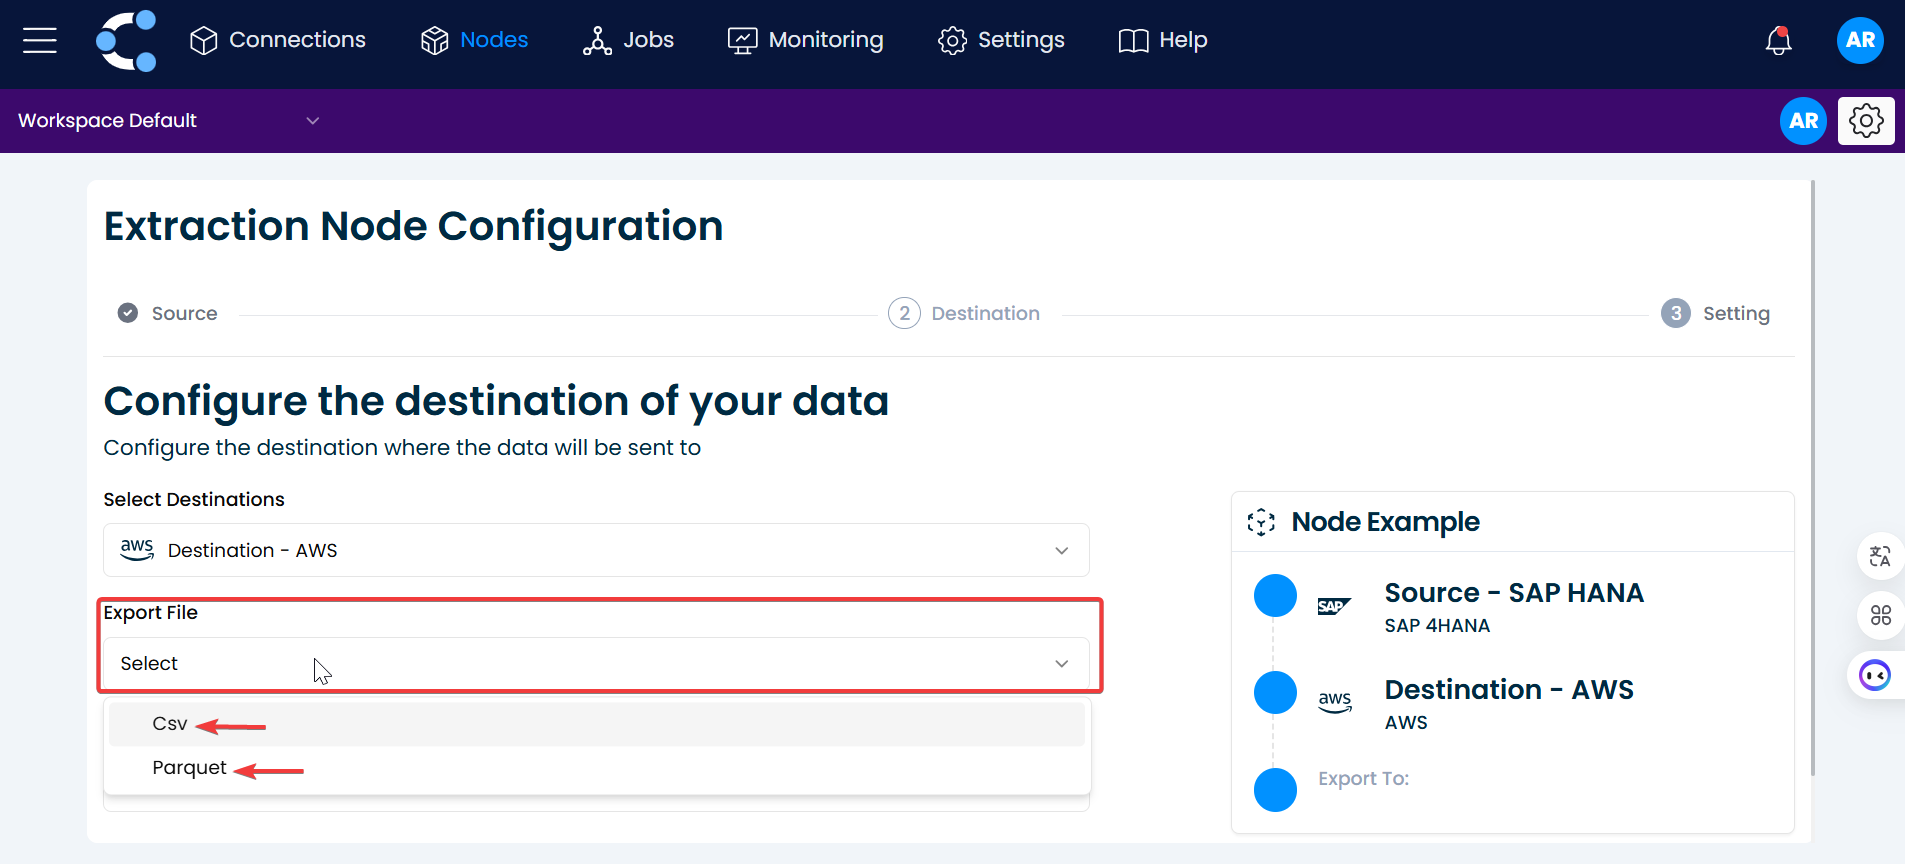 Connections
Nodes
Jobs
Monitoring
Settings
Help
AR
Workspace Default
AR
Extraction Node Configuration
Source
2 Destination
3 Setting
Configure the destination of your data
Configure the destination where the data will be sent to
Select Destinations
aws Destination - AWS
Export File
Select
Csv
Parquet
Node Example
SAP
Source - SAP HANA
SAP 4HANA
aws
Destination - AWS
AWS
Export To:
文A